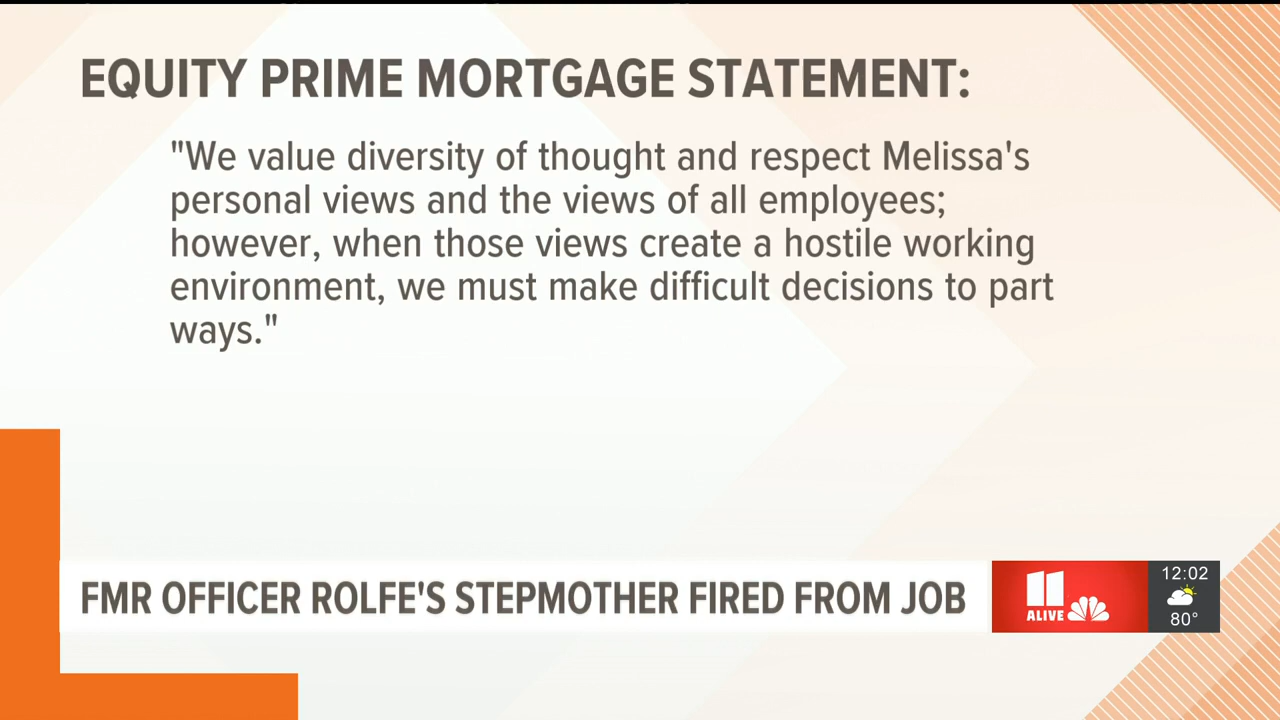 EQUITY PRIME MORTGAGE STATEMENT:
"We value diversity of thought and respect Melissa's
personal views and the views of all employees;
however, when those views create a hostile working
environment, we must make difficult decisions to part
ways."
FMR OFFICER ROLFE'S STEPMOTHER FIRED FROM JOB
11
ALIVE
12:02
80°